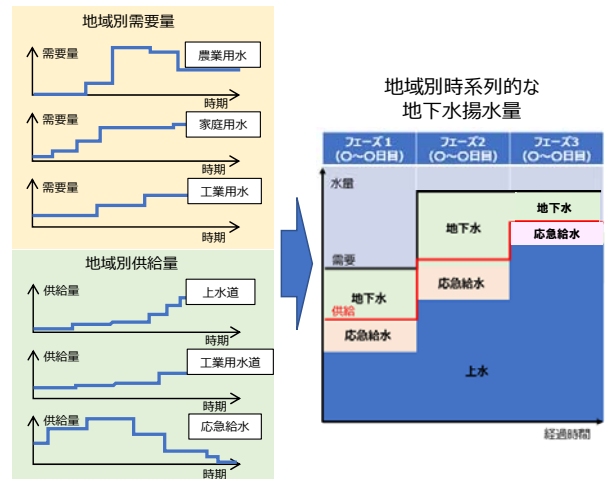 地域別需要量
需要量
農業用水
時期
需要量
家庭用水
時期
需要量
工業用水
時期
地域別供給量
供給量
上水道
時期
供給量
工業用水道
時期
供給量
応急給水
時期
地域別時系列的な
地下水揚水量
フェーズ1
(〇～〇日目)
フェーズ2
(〇～〇日目)
フェーズ3
(〇～〇日目)
水量
需要
地下水
供給
応急給水
地下水
応急給水
地下水
応急給水
上水
経過時間